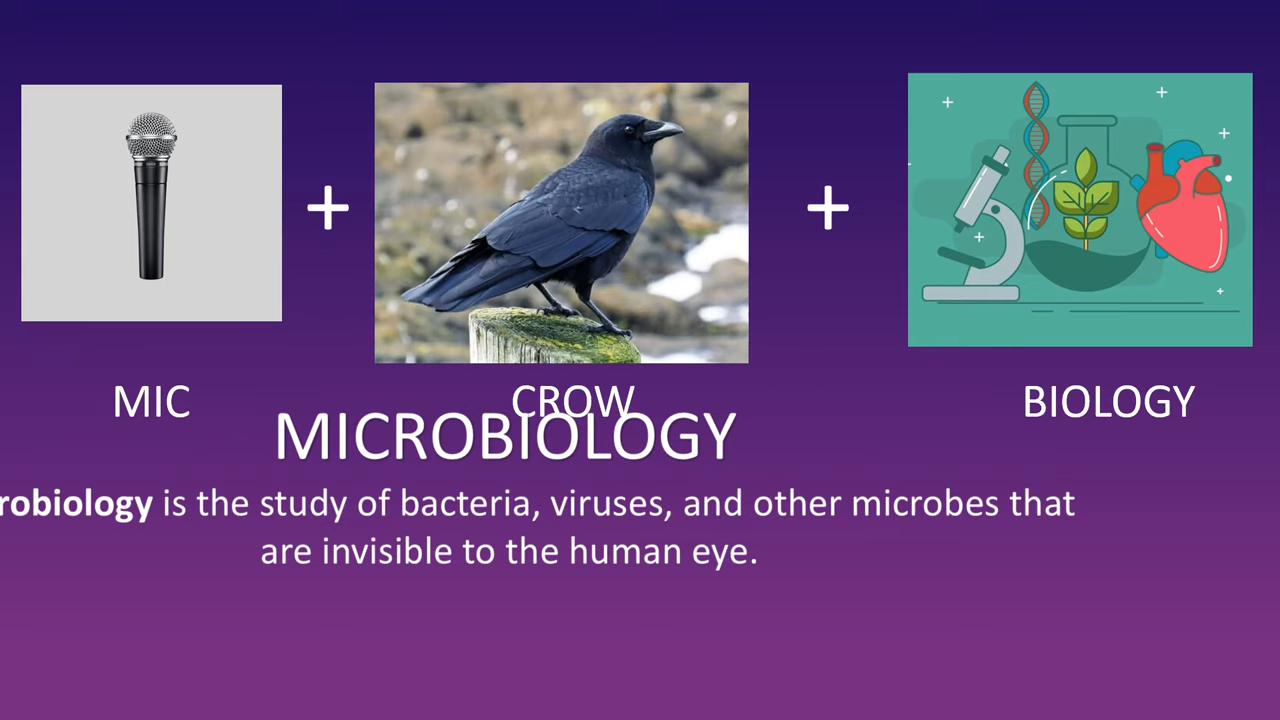 + +
MIC CROW BIOLOGY
MICROBIOLOGY
robiology is the study of bacteria, viruses, and other microbes that
are invisible to the human eye.